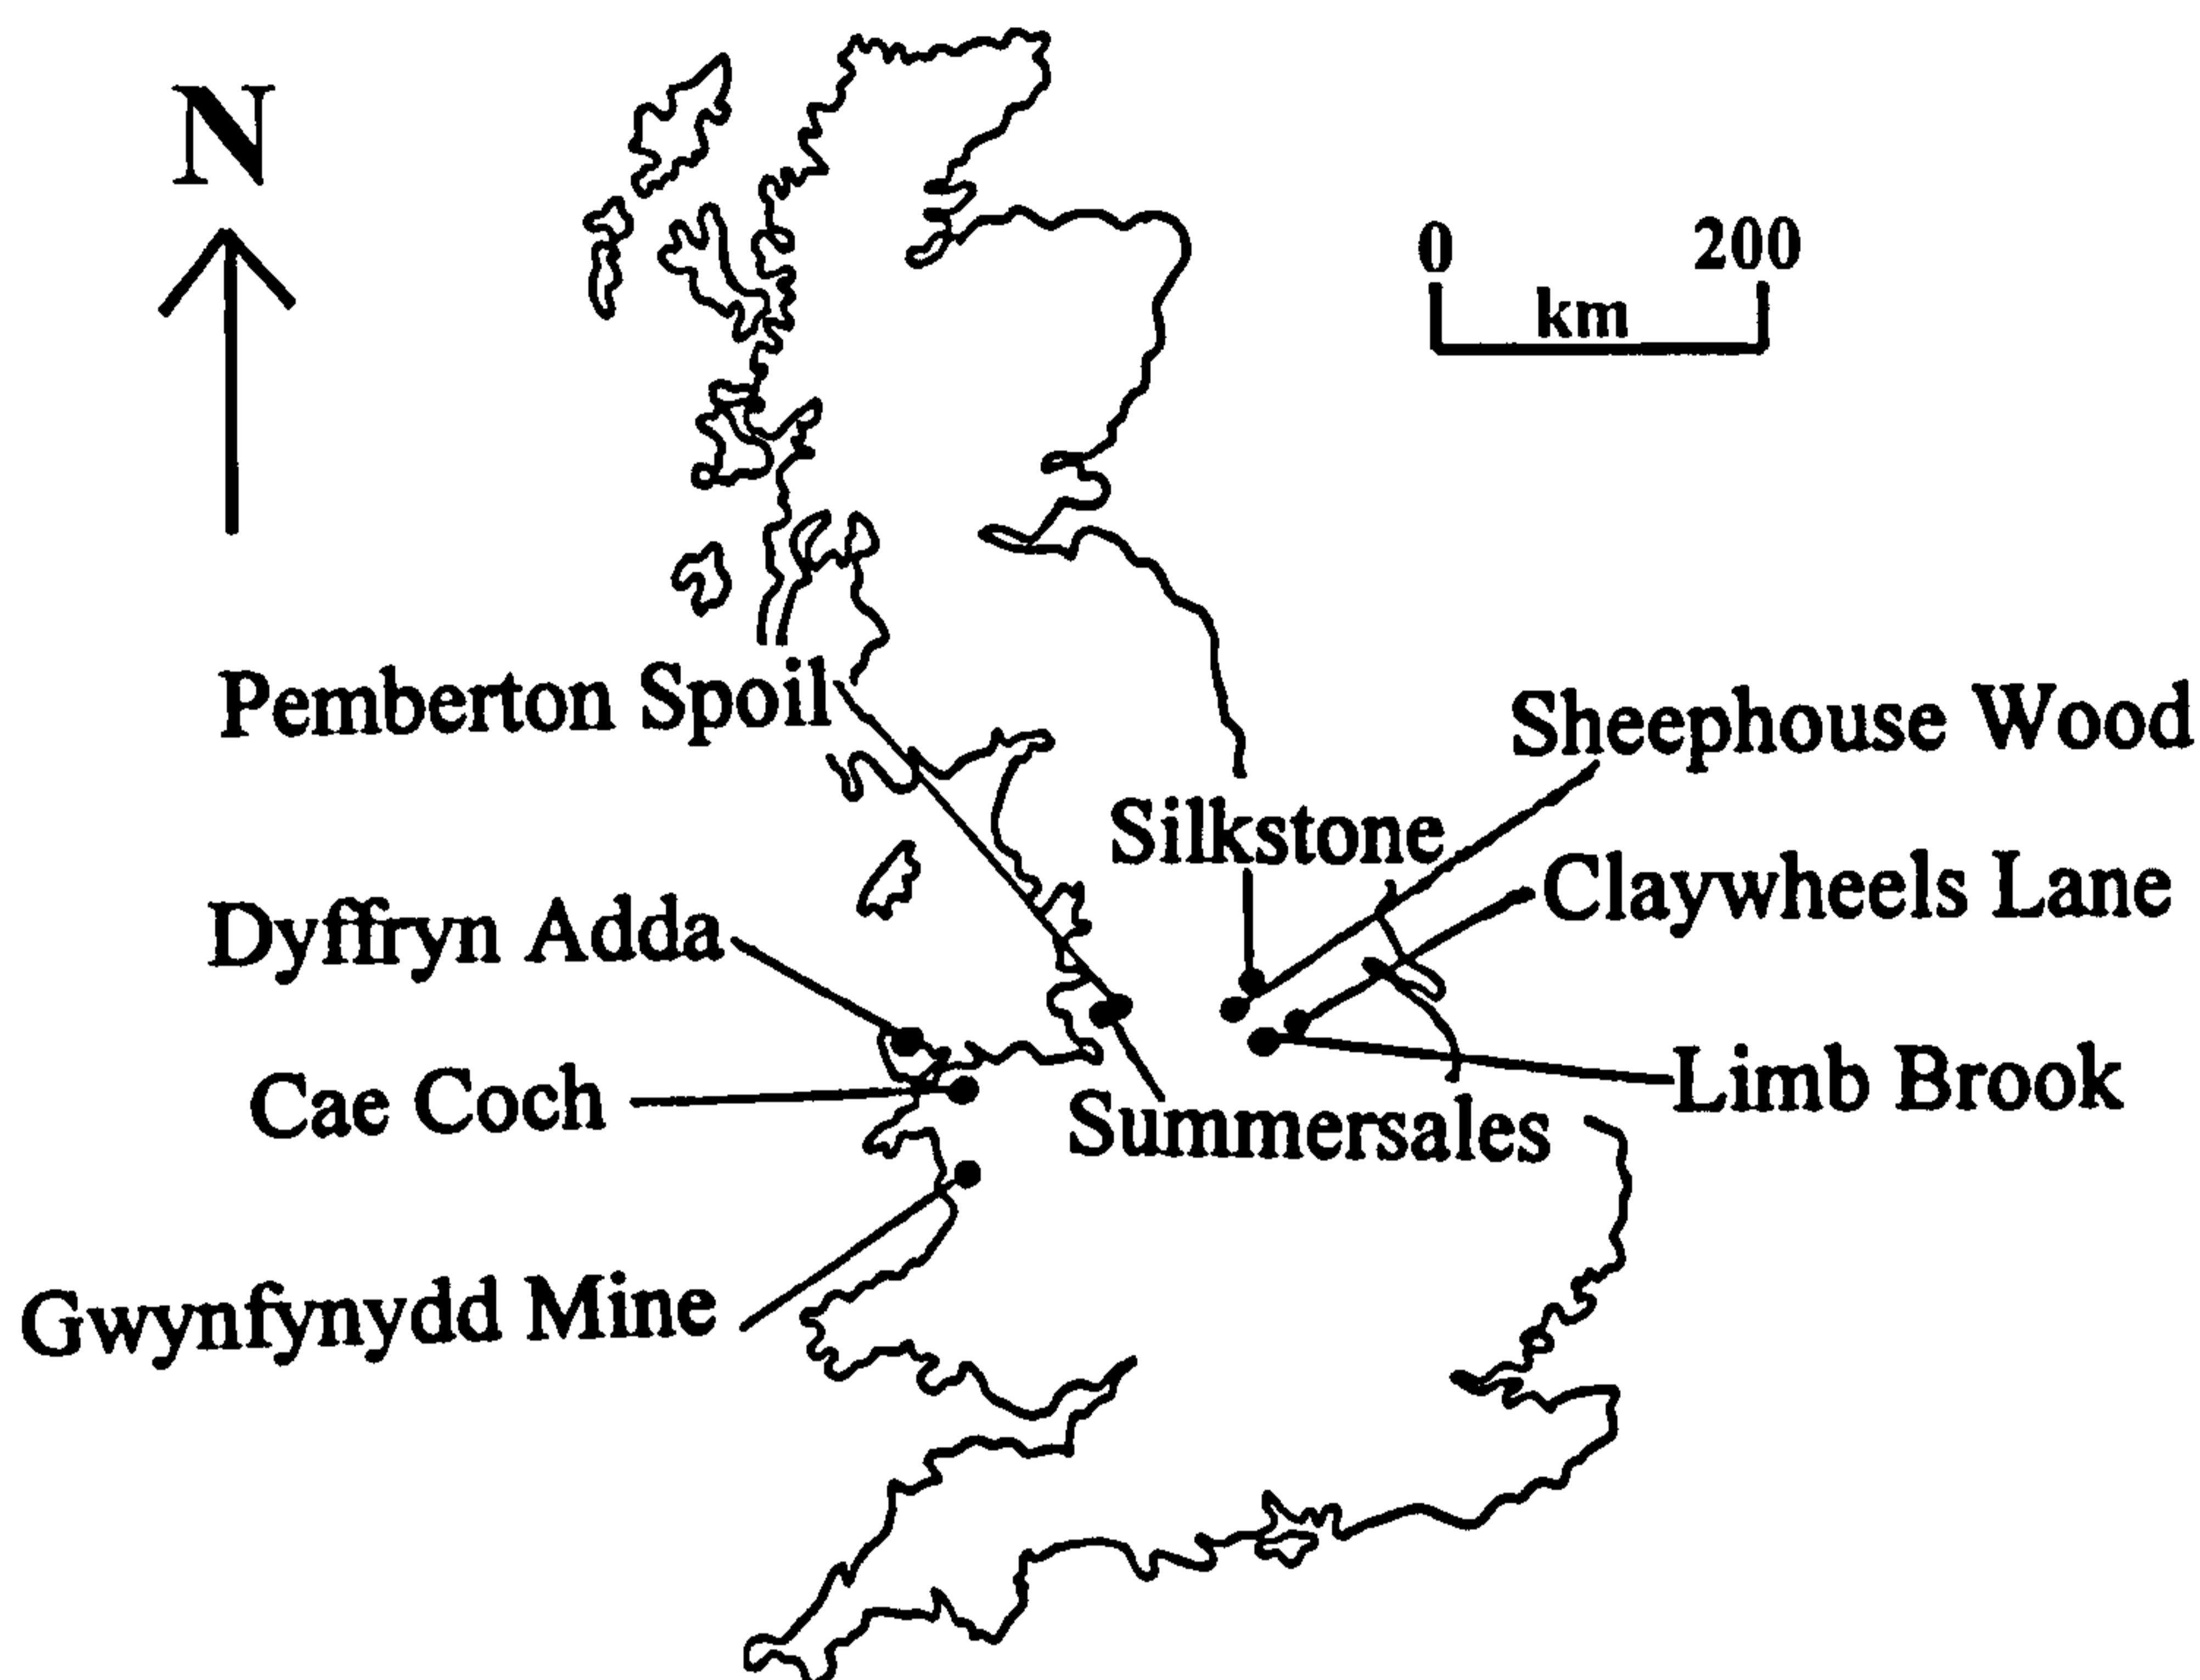 N
0 200
km
Pemberton Spoil
Sheephouse Wood
Silkstone
Claywheels Lane
Dyffryn Adda
Cae Coch
Limb Brook
Summersales
Gwynfynydd Mine